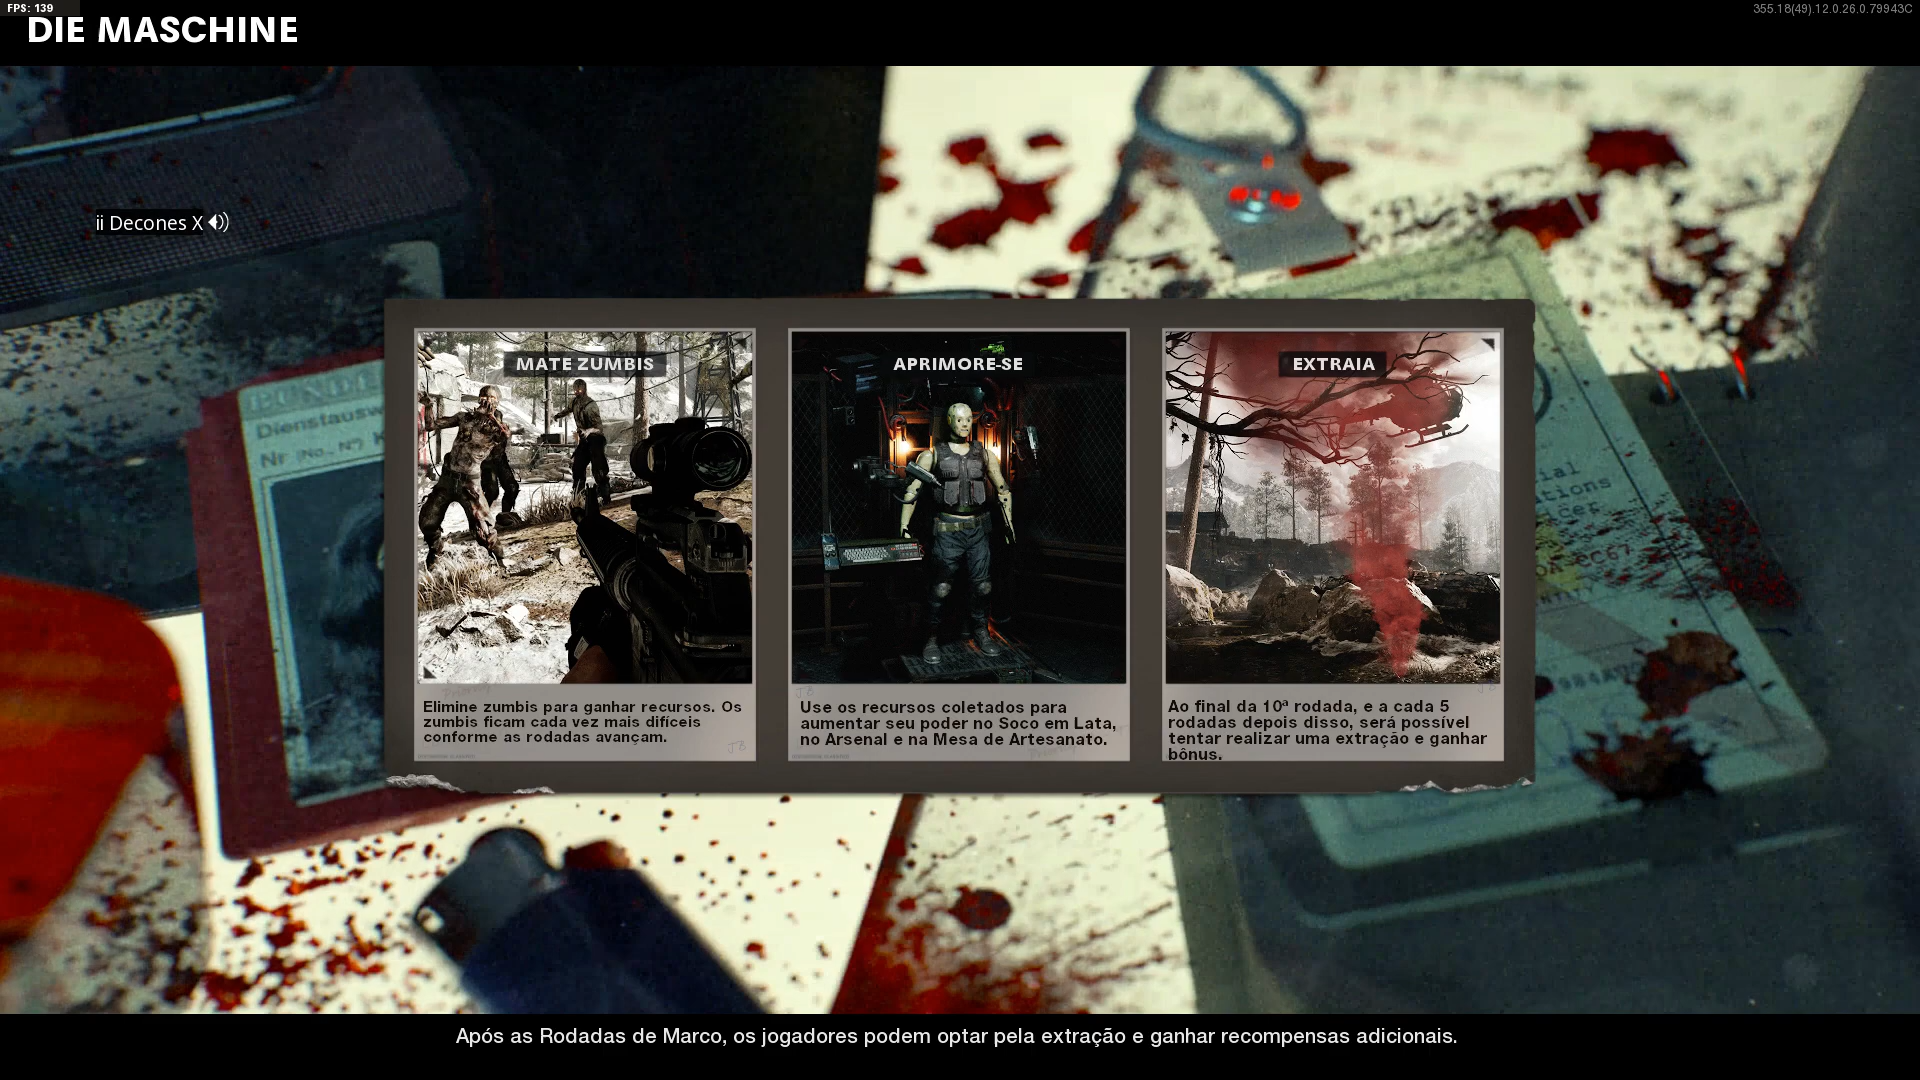 FPS: 139
355.18(49).12.0.26.0.79943C
DIE MASCHINE
ii Decones X
MATE ZUMBIS
Elimine zumbis para ganhar recursos. Os
zumbis ficam cada vez mais difíceis
conforme as rodadas avançam.
APRIMORE-SE
Use os recursos coletados para
aumentar seu poder no Soco em Lata,
no Arsenal e na Mesa de Artesanato.
EXTRAIA
Ao final da 10ª rodada, e a cada 5
rodadas depois disso, será possível
tentar realizar uma extração e ganhar
bônus.
Dienstausw
Nr (No., Nº)
Após as Rodadas de Marco, os jogadores podem optar pela extração e ganhar recompensas adicionais.